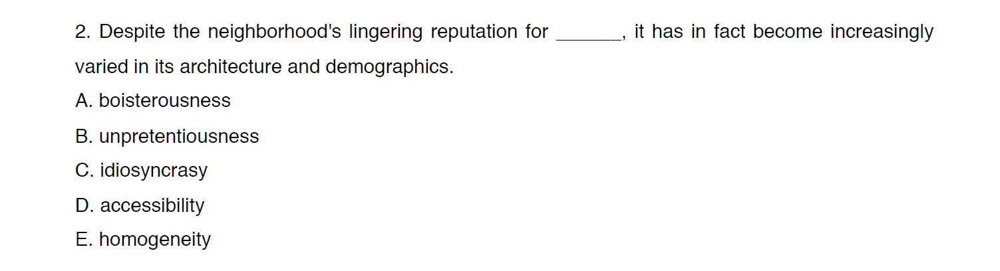 2. Despite the neighborhood's lingering reputation for ______, it has in fact become increasingly
varied in its architecture and demographics.
A. boisterousness
B. unpretentiousness
C. idiosyncrasy
D. accessibility
E. homogeneity